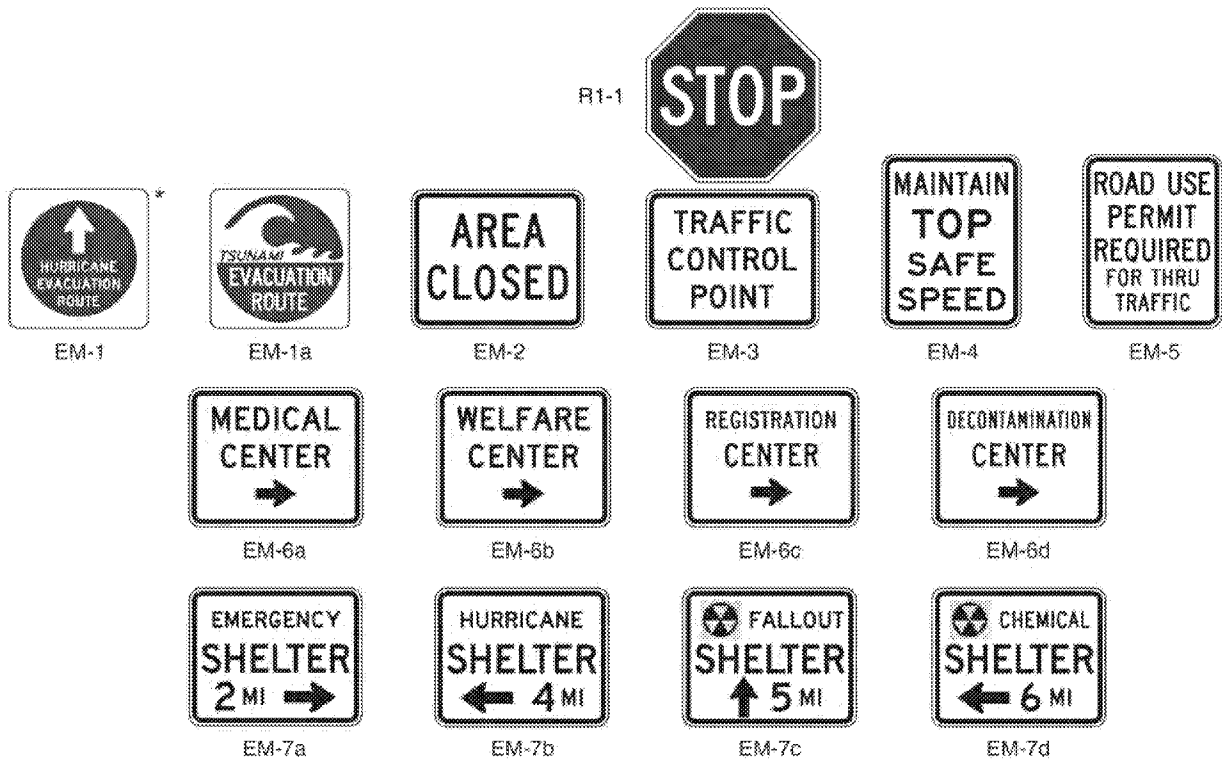 R1-1
STOP
*
HURRICANE
EVACUATION
ROUTE
EM-1
TSUNAMI
EVACUATION
ROUTE
EM-1a
AREA
CLOSED
EM-2
TRAFFIC
CONTROL
POINT
EM-3
MAINTAIN
TOP
SAFE
SPEED
EM-4
ROAD USE
PERMIT
REQUIRED
FOR THRU
TRAFFIC
EM-5
MEDICAL
CENTER
EM-6a
WELFARE
CENTER
EM-6b
REGISTRATION
CENTER
EM-6c
DECONTAMINATION
CENTER
EM-6d
EMERGENCY
SHELTER
2 MI
EM-7a
HURRICANE
SHELTER
4 MI
EM-7b
FALLOUT
SHELTER
5 MI
EM-7c
CHEMICAL
SHELTER
6 MI
EM-7d